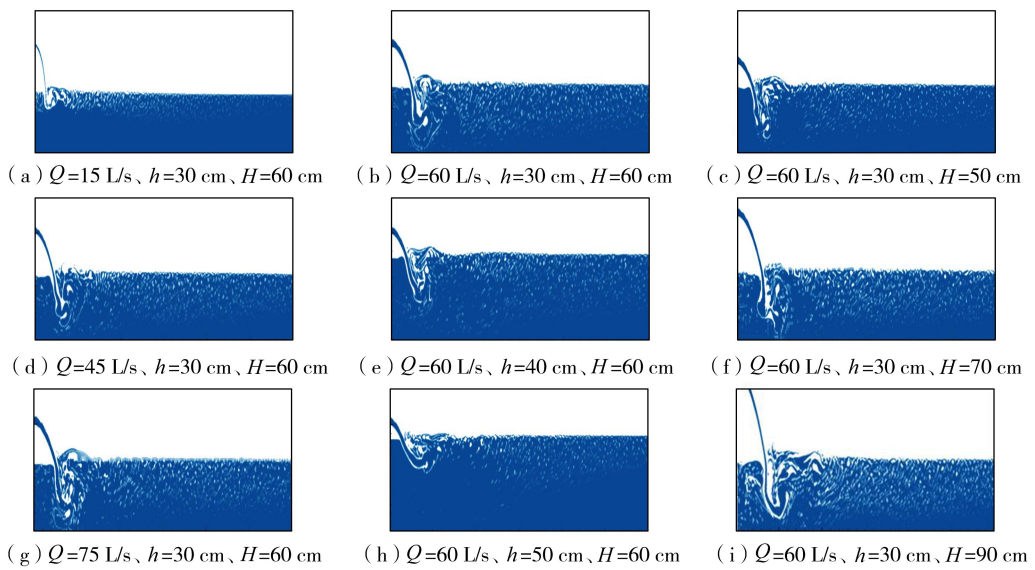 (a)Q=15 L/s、h=30 cm、H=60 cm
(b)Q=60 L/s、h=30 cm、H=60 cm
(c)Q=60 L/s、h=30 cm、H=50 cm
(d)Q=45 L/s、h=30 cm、H=60 cm
(e)Q=60 L/s、h=40 cm、H=60 cm
(f)Q=60 L/s、h=30 cm、H=70 cm
(g)Q=75 L/s、h=30 cm、H=60 cm
(h)Q=60 L/s、h=50 cm、H=60 cm
(i)Q=60 L/s、h=30 cm、H=90 cm